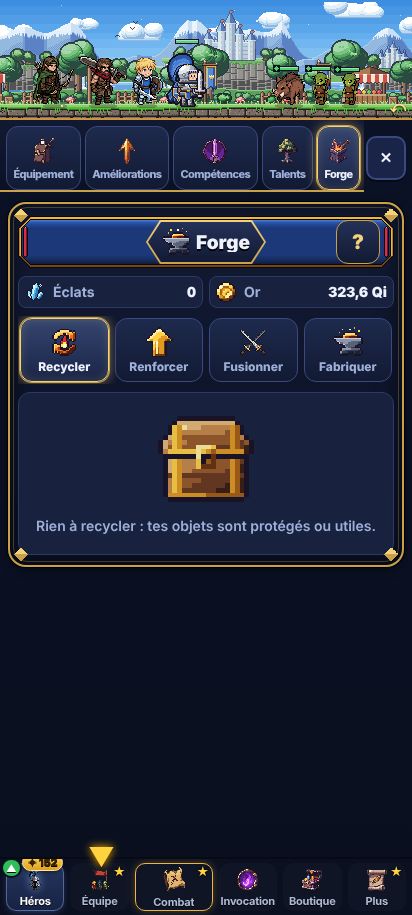 Équipement
Améliorations
Compétences
Talents
Forge
×
Forge
?
Éclats 0
Or 323,6 Qi
Recycler
Renforcer
Fusionner
Fabriquer
Rien à recycler : tes objets sont protégés ou utiles.
Héros
Équipe
Combat
Invocation
Boutique
Plus